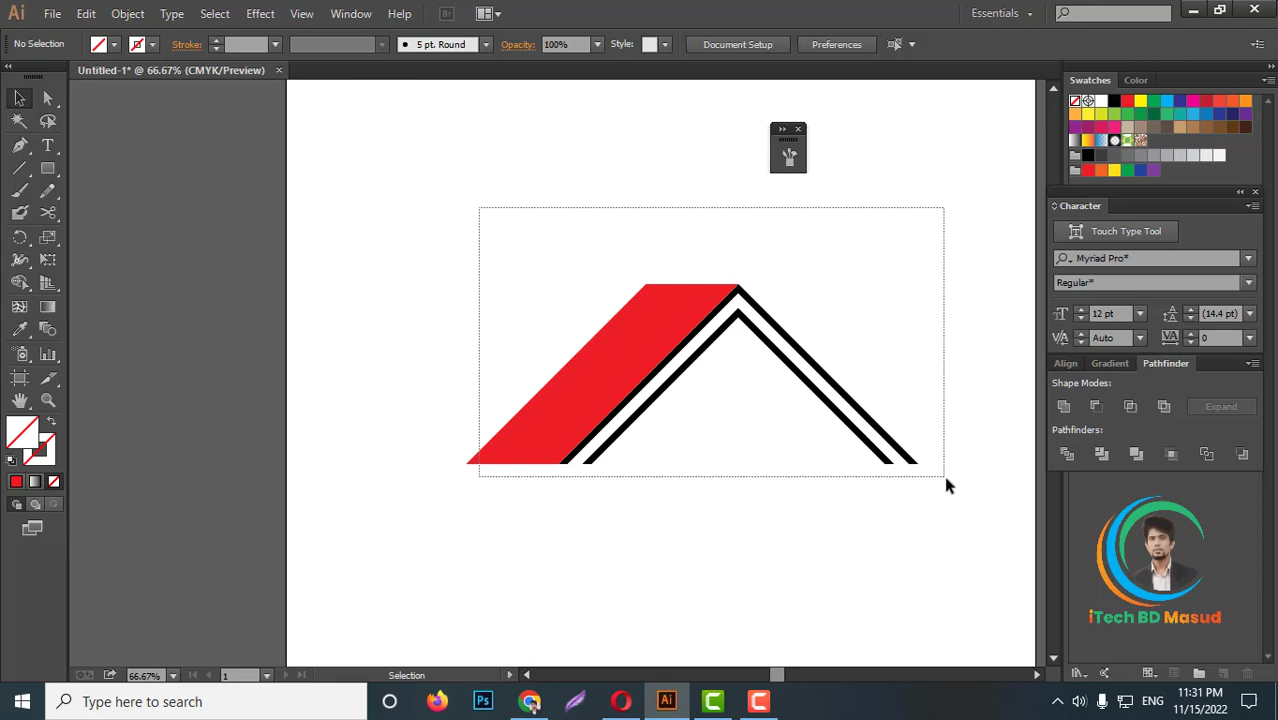 Ai File Edit Object Type Select Effect View Window Help Br Essentials
No Selection Stroke: 5 pt. Round Opacity: 100% Style: Document Setup Preferences
Untitled-1* @ 66.67% (CMYK/Preview)
Swatches Color
Character
Touch Type Tool
Myriad Pro*
Regular*
12 pt (14.4 pt)
Auto 0
Align Gradient Pathfinder
Shape Modes:
Expand
Pathfinders:
iTech BD Masud
66.67% 1 Selection
Type here to search Ps Ai ENG 11:31 PM
11/15/2022